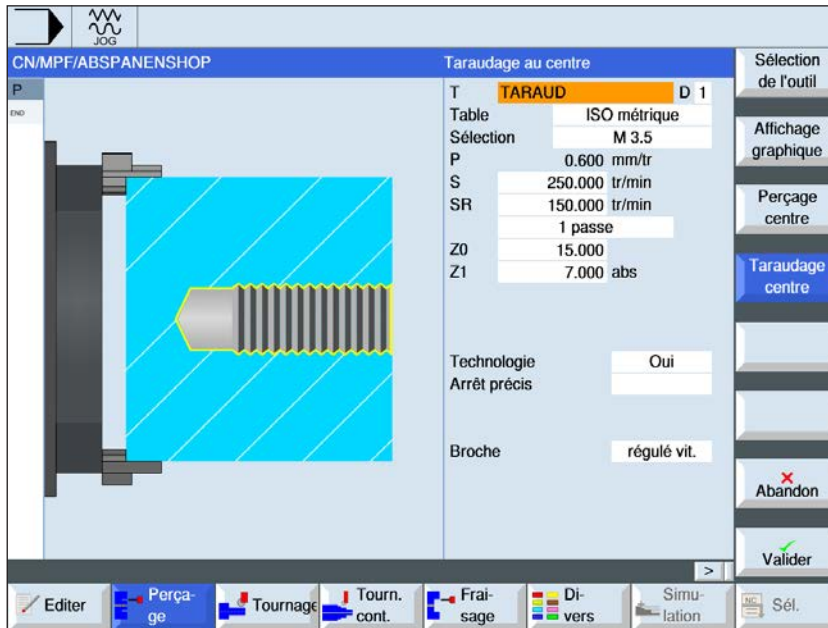 JOG
CN/MPF/ABSPANENSHOP
Taraudage au centre
P
END
T TARAUD D 1
Table ISO métrique
Sélection M 3.5
P 0.600 mm/tr
S 250.000 tr/min
SR 150.000 tr/min
1 passe
Z0 15.000
Z1 7.000 abs
Technologie Oui
Arrêt précis
Broche régulé vit.
Sélection
de l'outil
Affichage
graphique
Perçage
centre
Taraudage
centre
Abandon
Valider
>
Editer
Perça-
ge
Tournage
Tourn.
cont.
Frai-
sage
Di-
vers
Simu-
lation
NC
Sél.